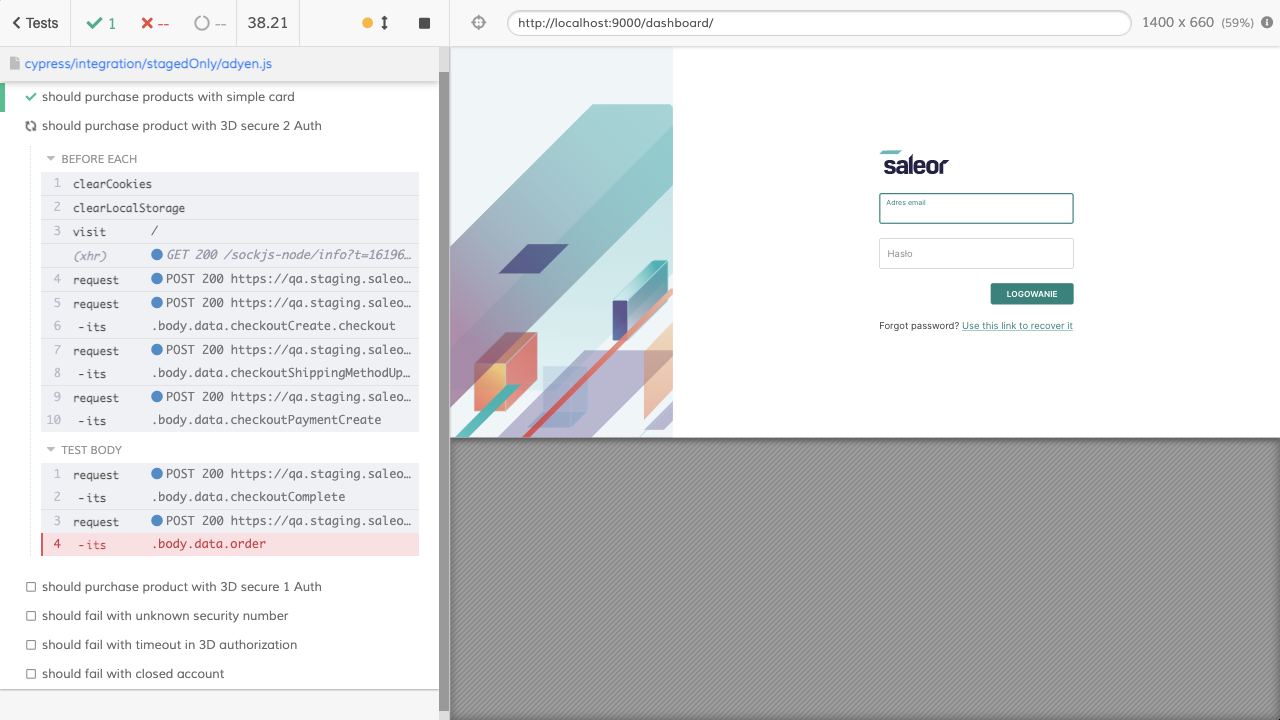 Tests
1
--
--
38.21
http://localhost:9000/dashboard/
1400 x 660 (59%)
cypress/integration/stagedOnly/adyen.js
should purchase products with simple card
should purchase product with 3D secure 2 Auth
BEFORE EACH
1 clearCookies
2 clearLocalStorage
3 visit /
(xhr) GET 200 /sockjs-node/info?t=16196…
4 request POST 200 https://qa.staging.saleo…
5 request POST 200 https://qa.staging.saleo…
6 -its .body.data.checkoutCreate.checkout
7 request POST 200 https://qa.staging.saleo…
8 -its .body.data.checkoutShippingMethodUp…
9 request POST 200 https://qa.staging.saleo…
10 -its .body.data.checkoutPaymentCreate
TEST BODY
1 request POST 200 https://qa.staging.saleo…
2 -its .body.data.checkoutComplete
3 request POST 200 https://qa.staging.saleo…
4 -its .body.data.order
should purchase product with 3D secure 1 Auth
should fail with unknown security number
should fail with timeout in 3D authorization
should fail with closed account
saleor
Adres email
Hasło
LOGOWANIE
Forgot password? Use this link to recover it